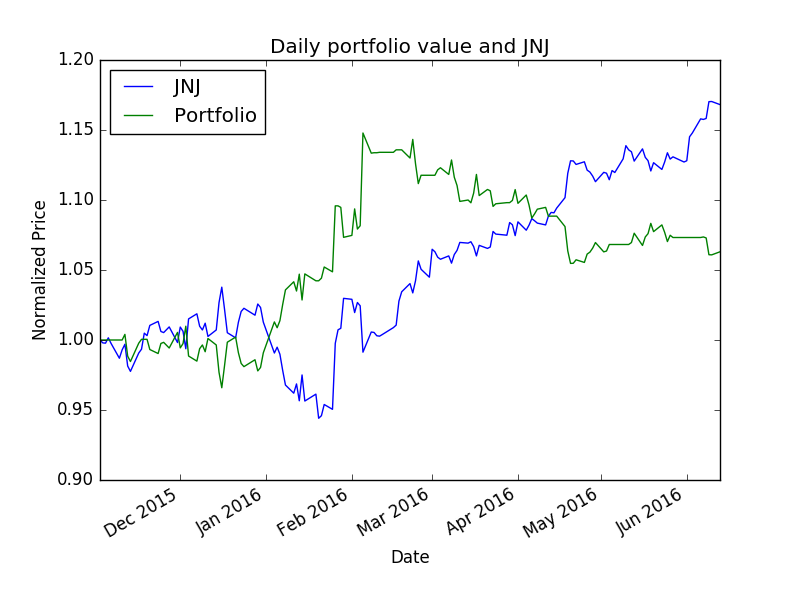 Daily portfolio value and JNJ
1.20
1.15
1.10
1.05
1.00
0.95
0.90
Normalized Price
JNJ
Portfolio
Dec 2015
Jan 2016
Feb 2016
Mar 2016
Apr 2016
May 2016
Jun 2016
Date